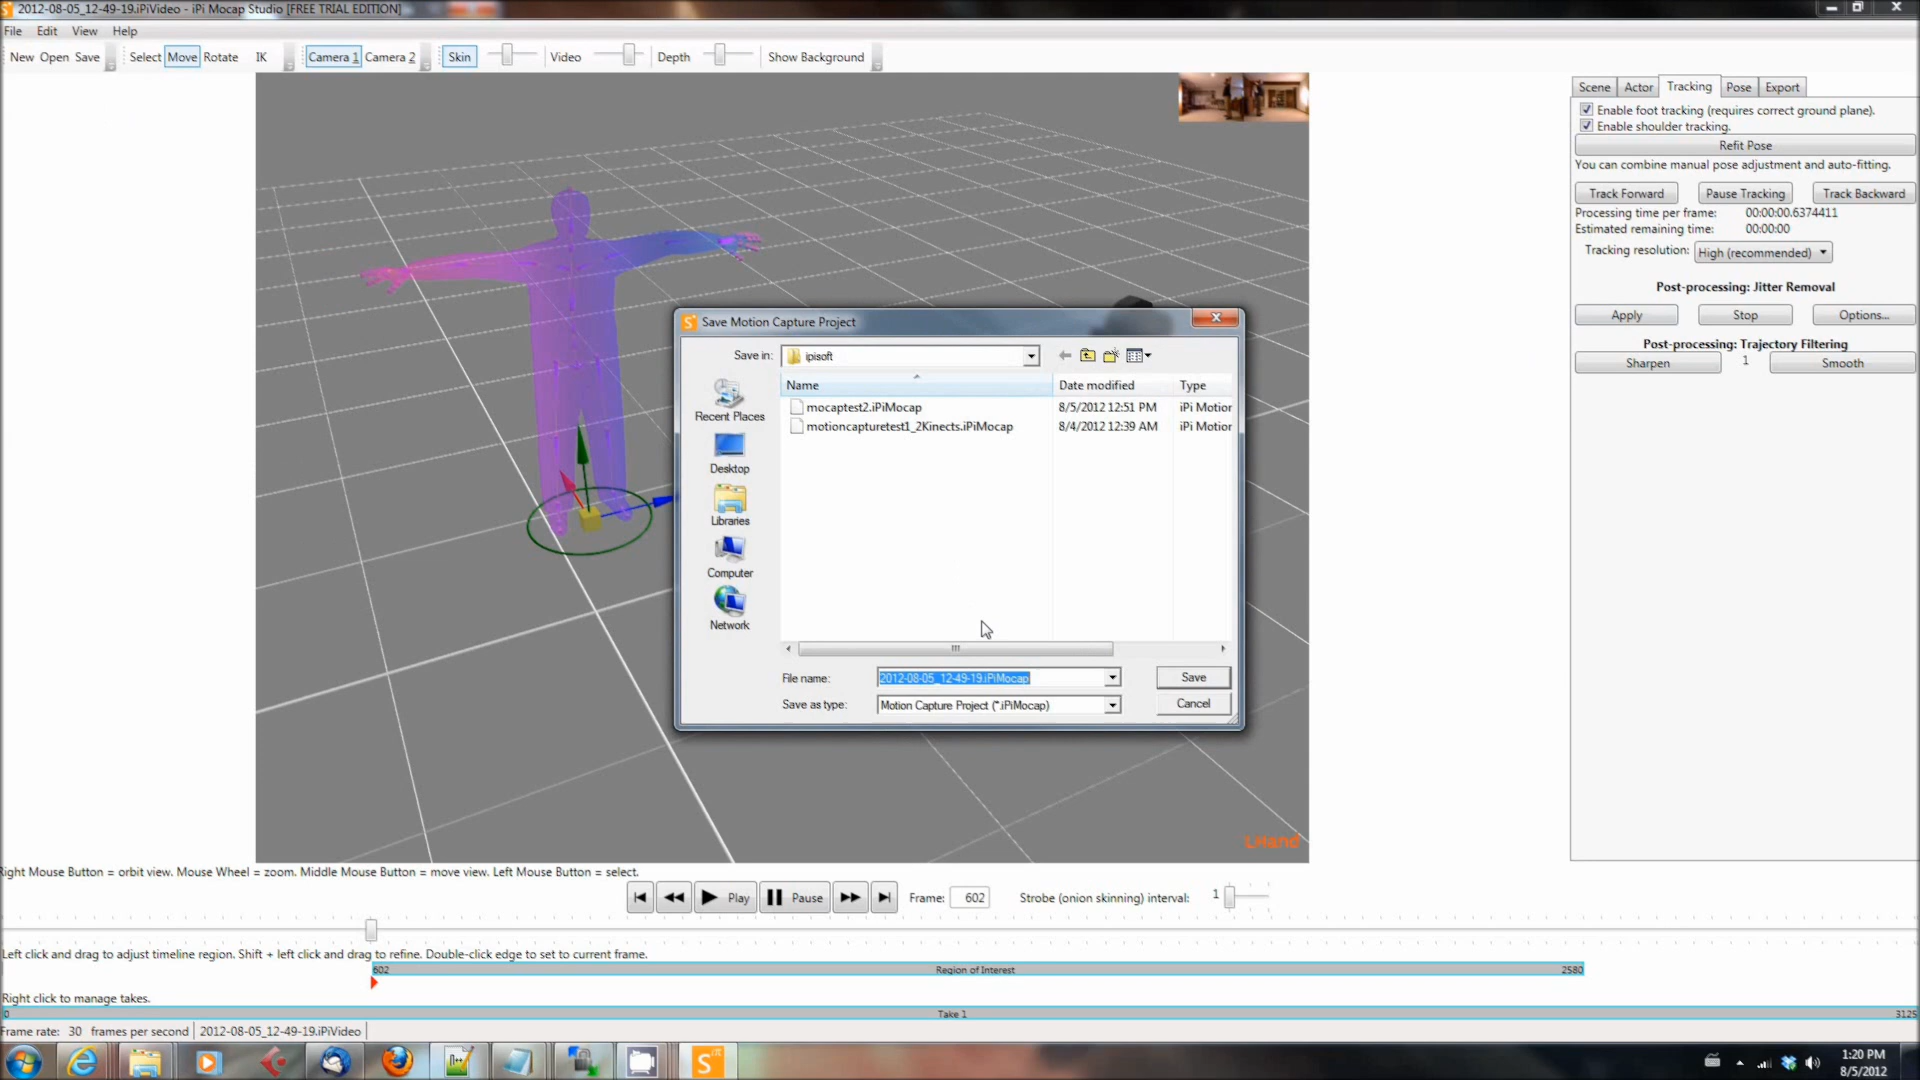 2012-08-05_12-49-19.iPiVideo - iPi Mocap Studio [FREE TRIAL EDITION]
File Edit View Help
New Open Save Select Move Rotate IK Camera 1 Camera 2 Skin Video Depth Show Background
Scene Actor Tracking Pose Export
Enable foot tracking (requires correct ground plane).
Enable shoulder tracking.
Refit Pose
You can combine manual pose adjustment and auto-fitting.
Track Forward Pause Tracking Track Backward
Processing time per frame: 00:00:00.6374411
Estimated remaining time: 00:00:00
Tracking resolution: High (recommended)
Post-processing: Jitter Removal
Apply Stop Options...
Post-processing: Trajectory Filtering
Sharpen 1 Smooth
Save Motion Capture Project
Save in: ipisoft
Name Date modified Type
mocaptest2.iPiMocap 8/5/2012 12:51 PM iPi Motion
motioncapturetest1_2Kinects.iPiMocap 8/4/2012 12:39 AM iPi Motion
Recent Places
Desktop
Libraries
Computer
Network
File name: 2012-08-05_12-49-19.iPiMocap Save
Save as type: Motion Capture Project (*.iPiMocap) Cancel
Right Mouse Button = orbit view. Mouse Wheel = zoom. Middle Mouse Button = move view. Left Mouse Button = select.
Play Pause Frame: 602 Strobe (onion skinning) interval: 1
Left click and drag to adjust timeline region. Shift + left click and drag to refine. Double-click edge to set to current frame.
602 Region of Interest 2580
Right click to manage takes.
0 Take 1 3125
Frame rate: 30 frames per second 2012-08-05_12-49-19.iPiVideo
1:20 PM
8/5/2012